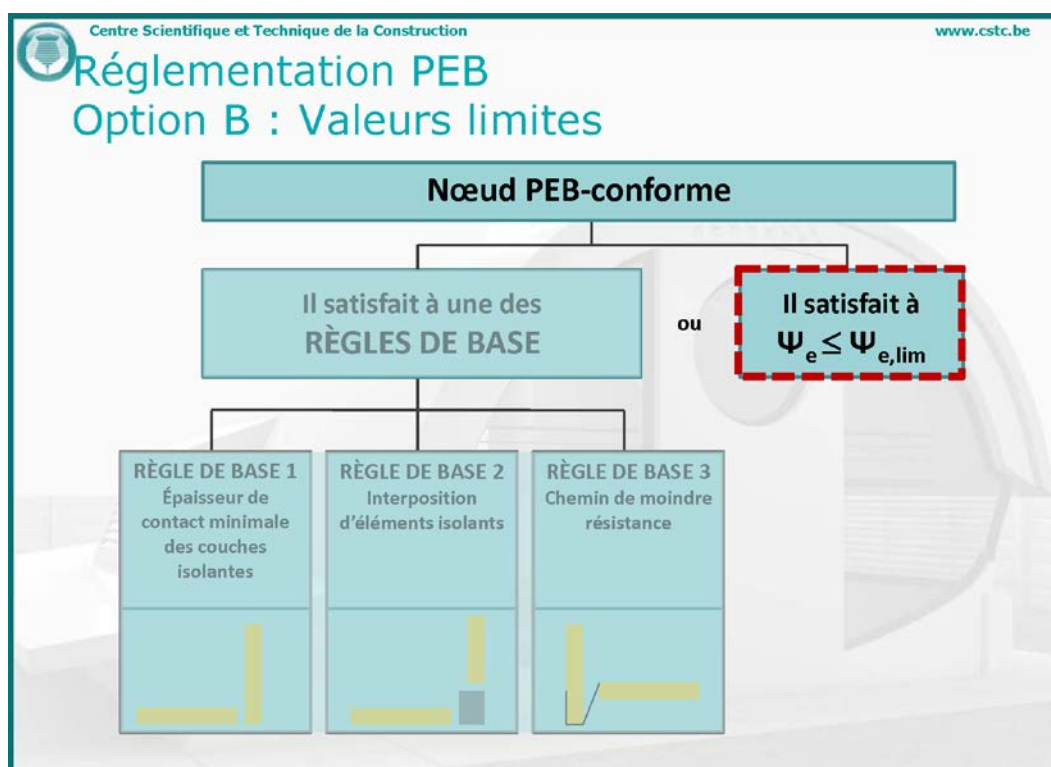 Centre Scientifique et Technique de la Construction
www.cstc.be
Réglementation PEB
Option B : Valeurs limites
Nœud PEB-conforme
Il satisfait à une des
RÈGLES DE BASE
ou
Il satisfait à
Ψe ≤ Ψe,lim
RÈGLE DE BASE 1
Épaisseur de
contact minimale
des couches
isolantes
RÈGLE DE BASE 2
Interposition
d'éléments isolants
RÈGLE DE BASE 3
Chemin de moindre
résistance